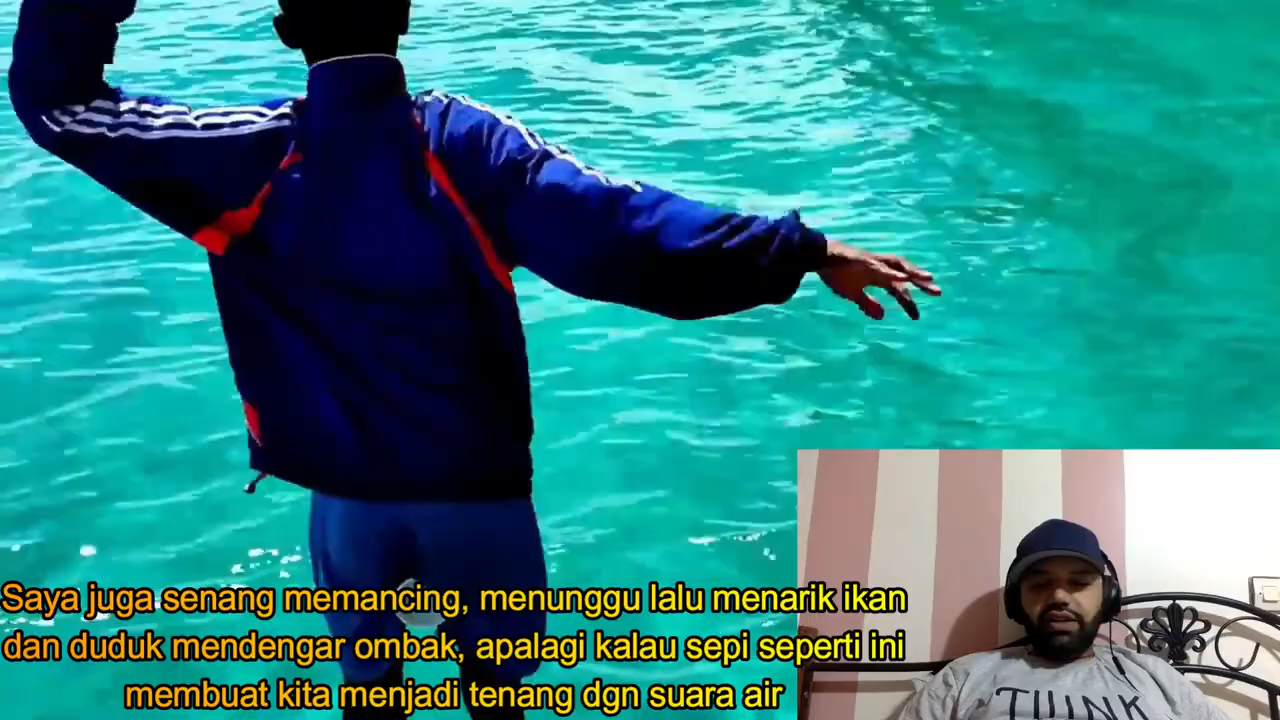 Saya juga senang memancing, menunggu lalu menarik ikan
dan duduk mendengar ombak, apalagi kalau sepi seperti ini
membuat kita menjadi tenang dgn suara air
THINK